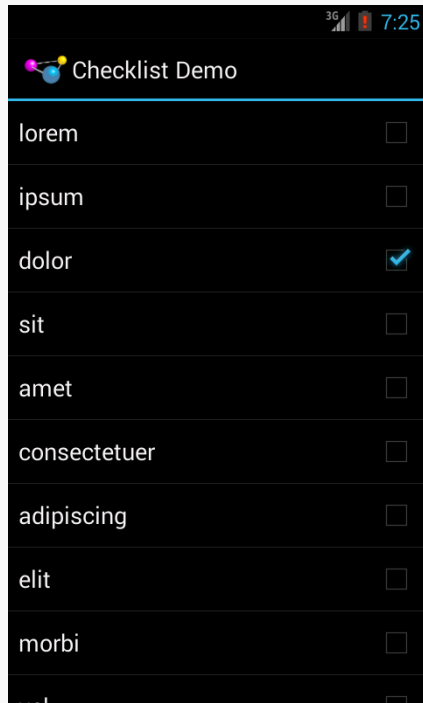 3G 7:25
Checklist Demo
lorem
ipsum
dolor
sit
amet
consectetuer
adipiscing
elit
morbi